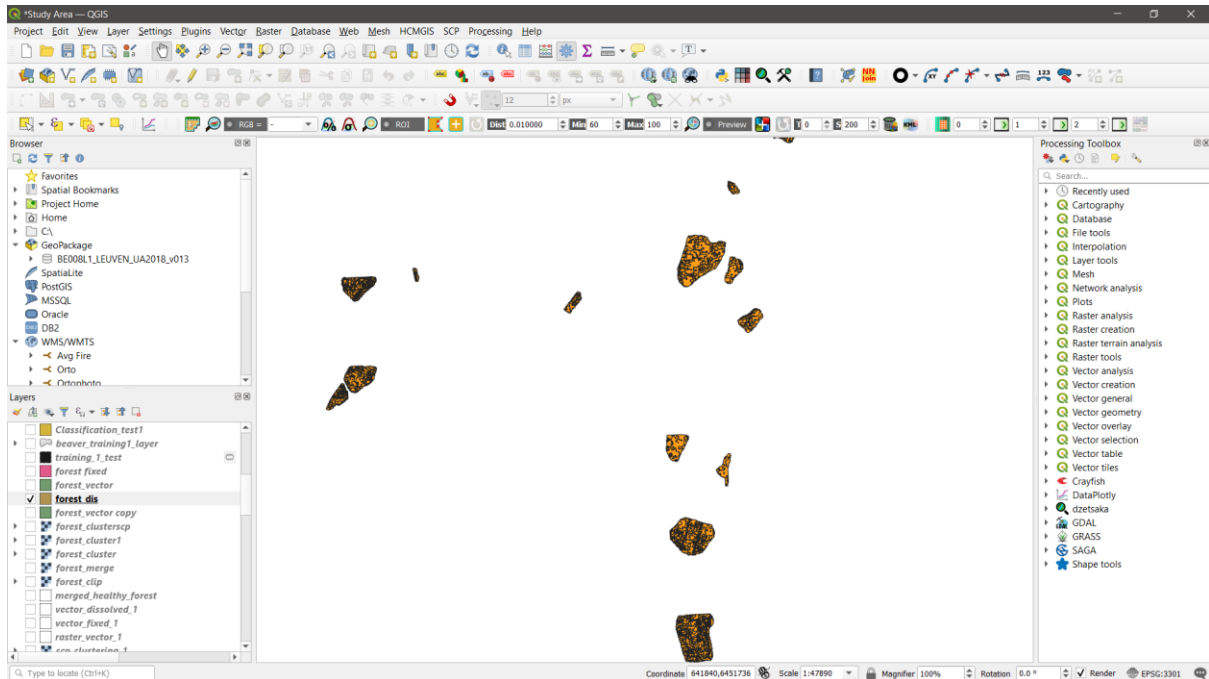 *Study Area — QGIS
Project Edit View Layer Settings Plugins Vector Raster Database Web Mesh HCMGIS SCP Processing Help
12 px
RGB = - ROI Dist 0.010000 Min 60 Max 100 Preview T 0 S 200 KML 0 1 2
Browser
Favorites
Spatial Bookmarks
Project Home
Home
C:\
GeoPackage
BE008L1_LEUVEN_UA2018_v013
SpatiaLite
PostGIS
MSSQL
Oracle
DB2
WMS/WMTS
Avg Fire
Orto
Ortophoto
Layers
Classification_test1
beaver_training1_layer
training_1_test
forest fixed
forest_vector
forest_dis
forest_vector copy
forest_clusterscp
forest_cluster1
forest_cluster
forest_merge
forest_clip
merged_healthy_forest
vector_dissolved_1
vector_fixed_1
raster_vector_1
scp_clustering_1
Processing Toolbox
Search...
Recently used
Cartography
Database
File tools
Interpolation
Layer tools
Mesh
Network analysis
Plots
Raster analysis
Raster creation
Raster terrain analysis
Raster tools
Vector analysis
Vector creation
Vector general
Vector geometry
Vector overlay
Vector selection
Vector table
Vector tiles
Crayfish
DataPlotly
dzetsaka
GDAL
GRASS
SAGA
Shape tools
Type to locate (Ctrl+K) Coordinate 641840,6451736 Scale 1:47890 Magnifier 100% Rotation 0.0 ° Render EPSG:3301